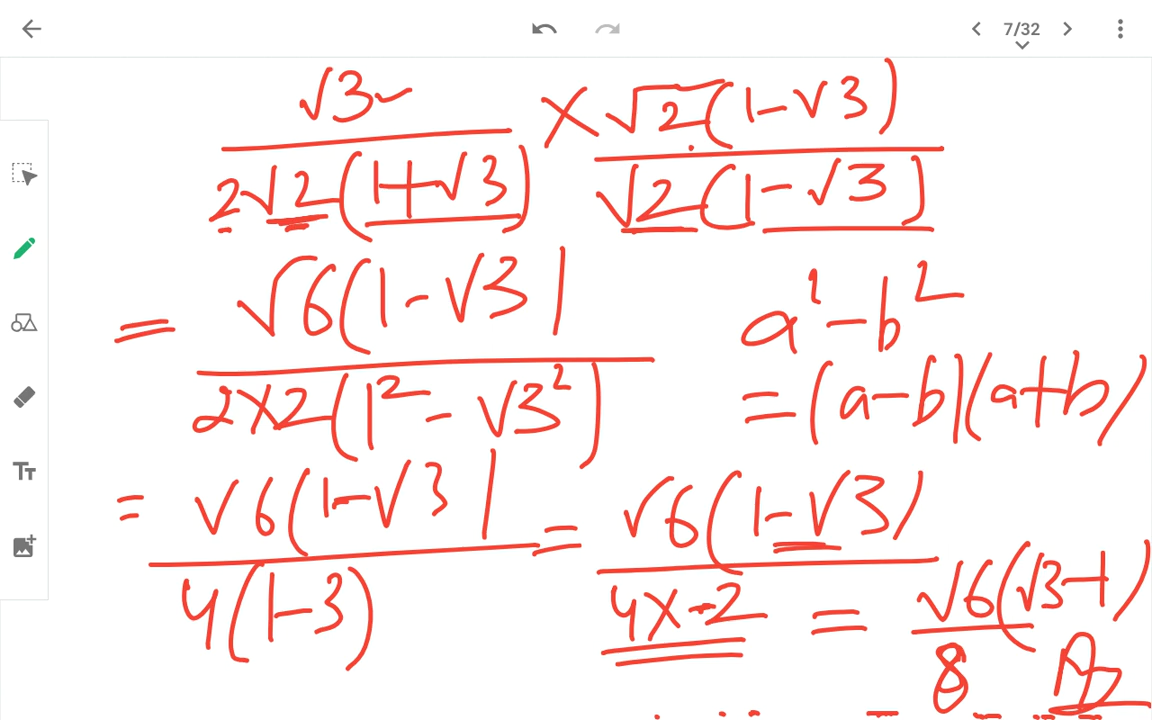 7/32
√3 / 2√2(1+√3) × √2(1-√3) / √2(1-√3)
= √6(1-√3) / 2×2(1² - √3²)
a² - b²
= (a-b)(a+b)
= √6(1-√3) / 4(1-3) = √6(1-√3) / 4×-2 = √6(√3-1) / 8
Tт